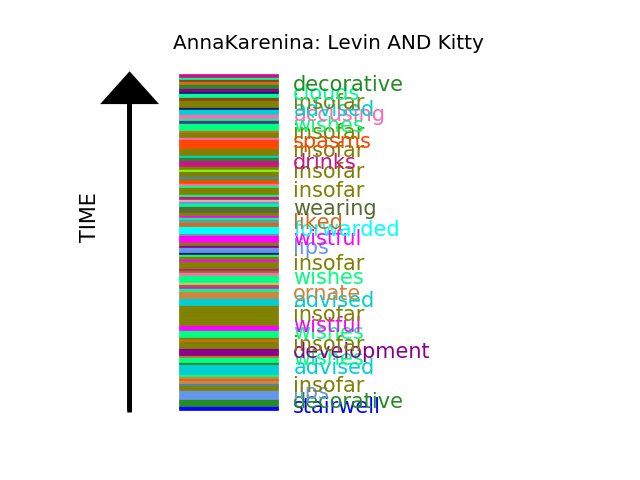 AnnaKarenina: Levin AND Kitty
TIME
decorative
clouds
insofar
advised
accusing
wishes
insofar
spasms
insofar
drinks
insofar
insofar
wearing
liked
forwarded
wistful
lips
insofar
wishes
ornate
advised
insofar
wistful
wishes
insofar
development
wishes
advised
insofar
lips
decorative
stairwell